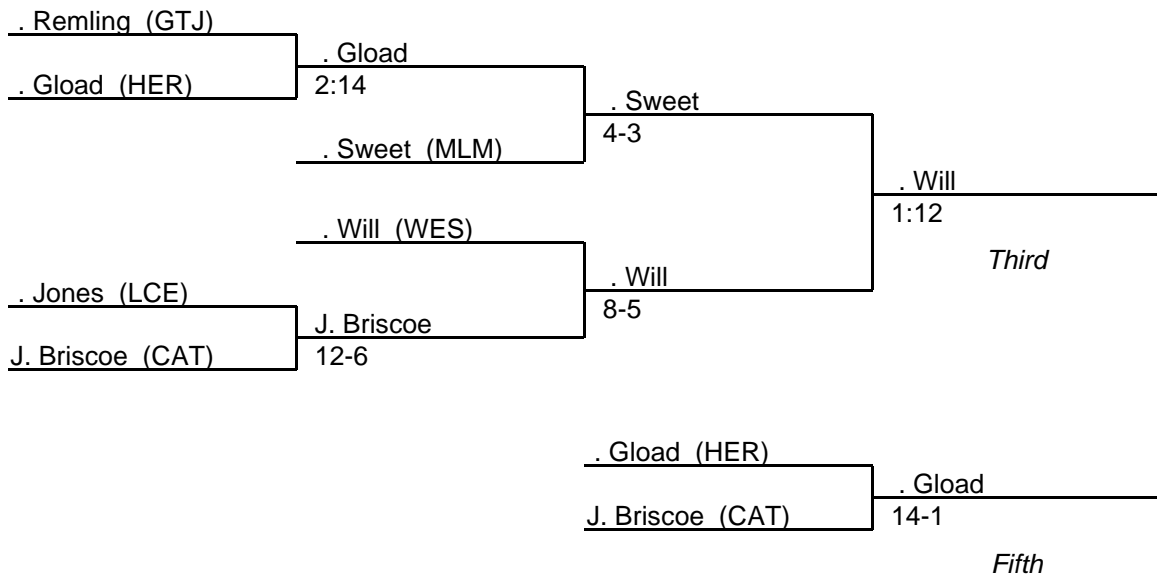 . Remling (GTJ)
. Gload
. Gload (HER)
2:14
. Sweet
4-3
. Sweet (MLM)
. Will
1:12
. Will (WES)
Third
. Will
. Jones (LCE)
8-5
J. Briscoe
J. Briscoe (CAT)
12-6
. Gload (HER)
. Gload
J. Briscoe (CAT)
14-1
Fifth